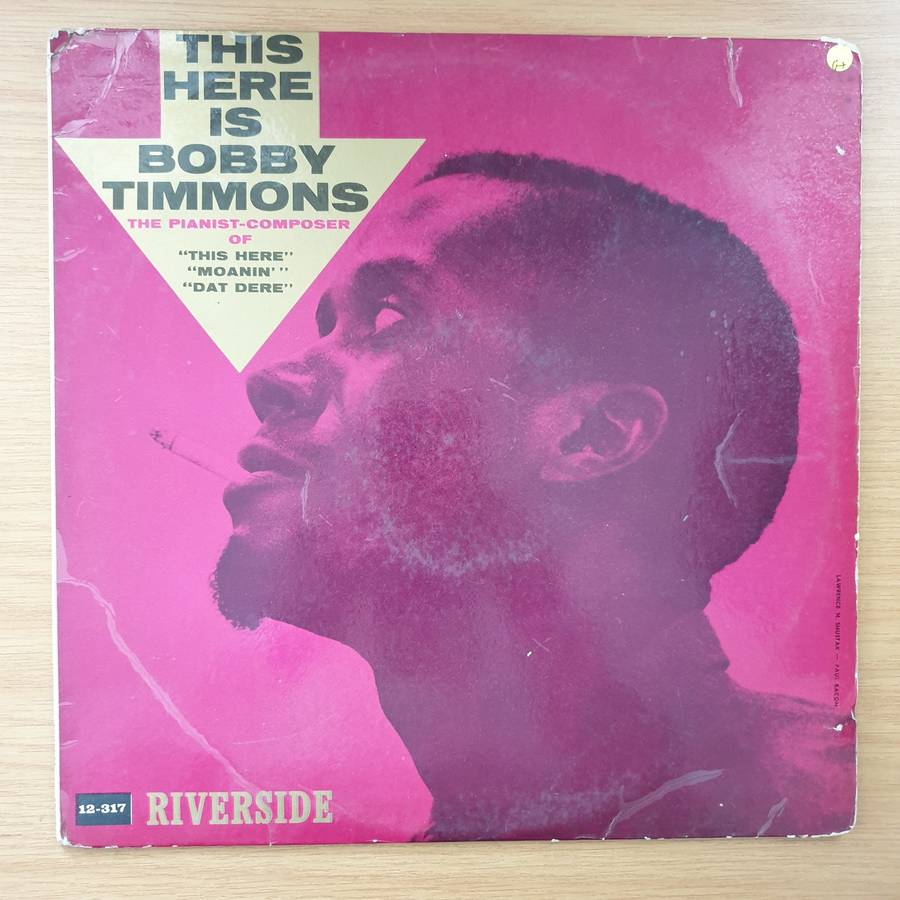 THIS
HERE
IS
BOBBY
TIMMONS
THE PIANIST-COMPOSER
OF
“THIS HERE”
“MOANIN’”
“DAT DERE”
LAWRENCE N. SHUSTAK — PAUL BACON
12-317
RIVERSIDE